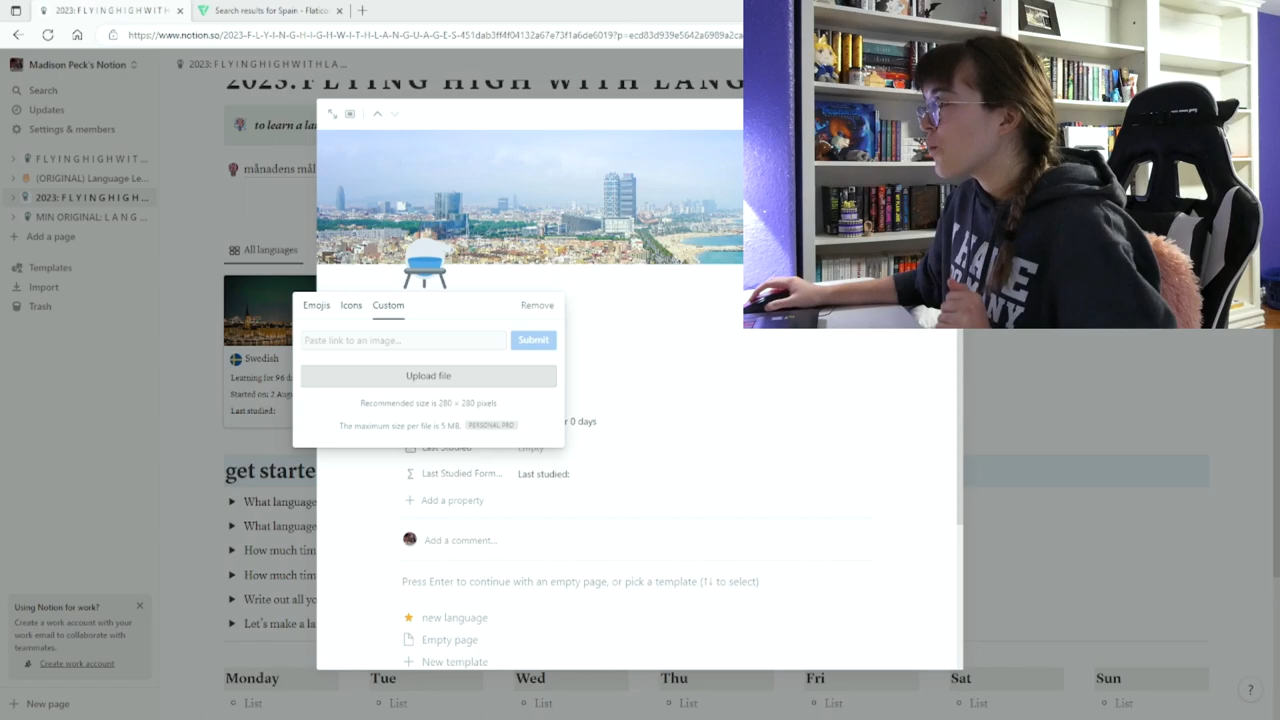 2023: F L Y I N G H I G H W I T H
Search results for Spain - Flatico
https://www.notion.so/2023-F-L-Y-I-N-G-H-I-G-H-W-I-T-H-L-A-N-G-U-A-G-E-S-451dab3ff4f04132a67e73f1a6de6019?p=ecd83d939e5642a6989a2ca
Madison Peck's Notion
2023: F L Y I N G H I G H W I T H L A ...
Search
Updates
Settings & members
F L Y I N G H I G H W I T ...
(ORIGINAL) Language Le...
2023: F L Y I N G H I G H ...
MIN ORIGINAL: L A N G ...
Add a page
Templates
Import
Trash
2023: F L Y I N G H I G H W I T H L A N G
to learn a la
månadens mål
All languages
Swedish
Learning for 96 d
Started on: 2 Aug
Last studied:
Emojis Icons Custom Remove
Paste link to an image... Submit
Upload file
Recommended size is 280 × 280 pixels
The maximum size per file is 5 MB. PERSONAL PRO
r 0 days
Last Studied Empty
Last Studied Form... Last studied:
Add a property
Add a comment...
Press Enter to continue with an empty page, or pick a template (↑↓ to select)
new language
Empty page
New template
get starte
What language
What language
How much tim
How much tim
Write out all yo
Let's make a la
Using Notion for work?
Create a work account with your
work email to collaborate with
teammates.
Create work account
New page
Monday Tue Wed Thu Fri Sat Sun
List List List List List List List
?